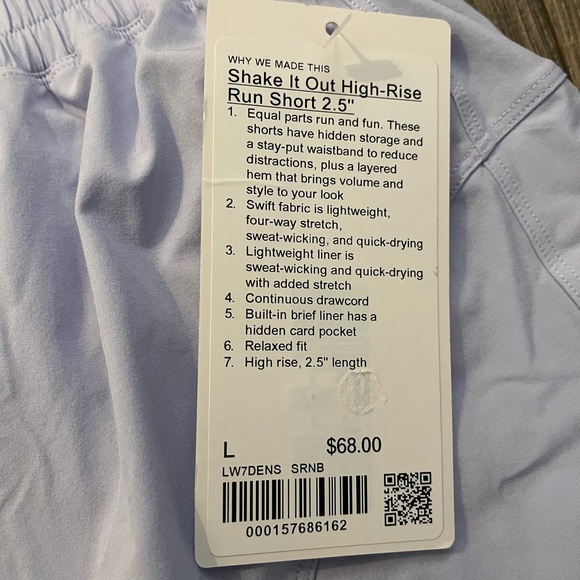 WHY WE MADE THIS
Shake It Out High-Rise
Run Short 2.5"
1. Equal parts run and fun. These
shorts have hidden storage and
a stay-put waistband to reduce
distractions, plus a layered
hem that brings volume and
style to your look
2. Swift fabric is lightweight,
four-way stretch,
sweat-wicking, and quick-drying
3. Lightweight liner is
sweat-wicking and quick-drying
with added stretch
4. Continuous drawcord
5. Built-in brief liner has a
hidden card pocket
6. Relaxed fit
7. High rise, 2.5" length
L $68.00
LW7DENS SRNB
000157686162